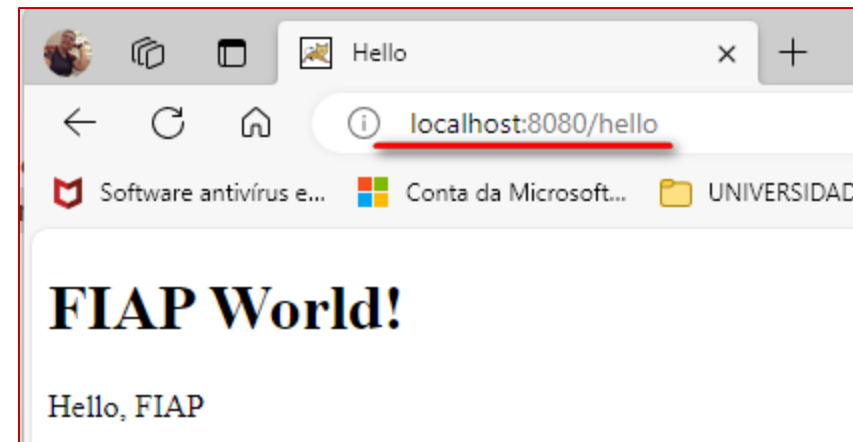 Hello
localhost:8080/hello
Software antivírus e... Conta da Microsoft... UNIVERSIDAD
FIAP World!
Hello, FIAP